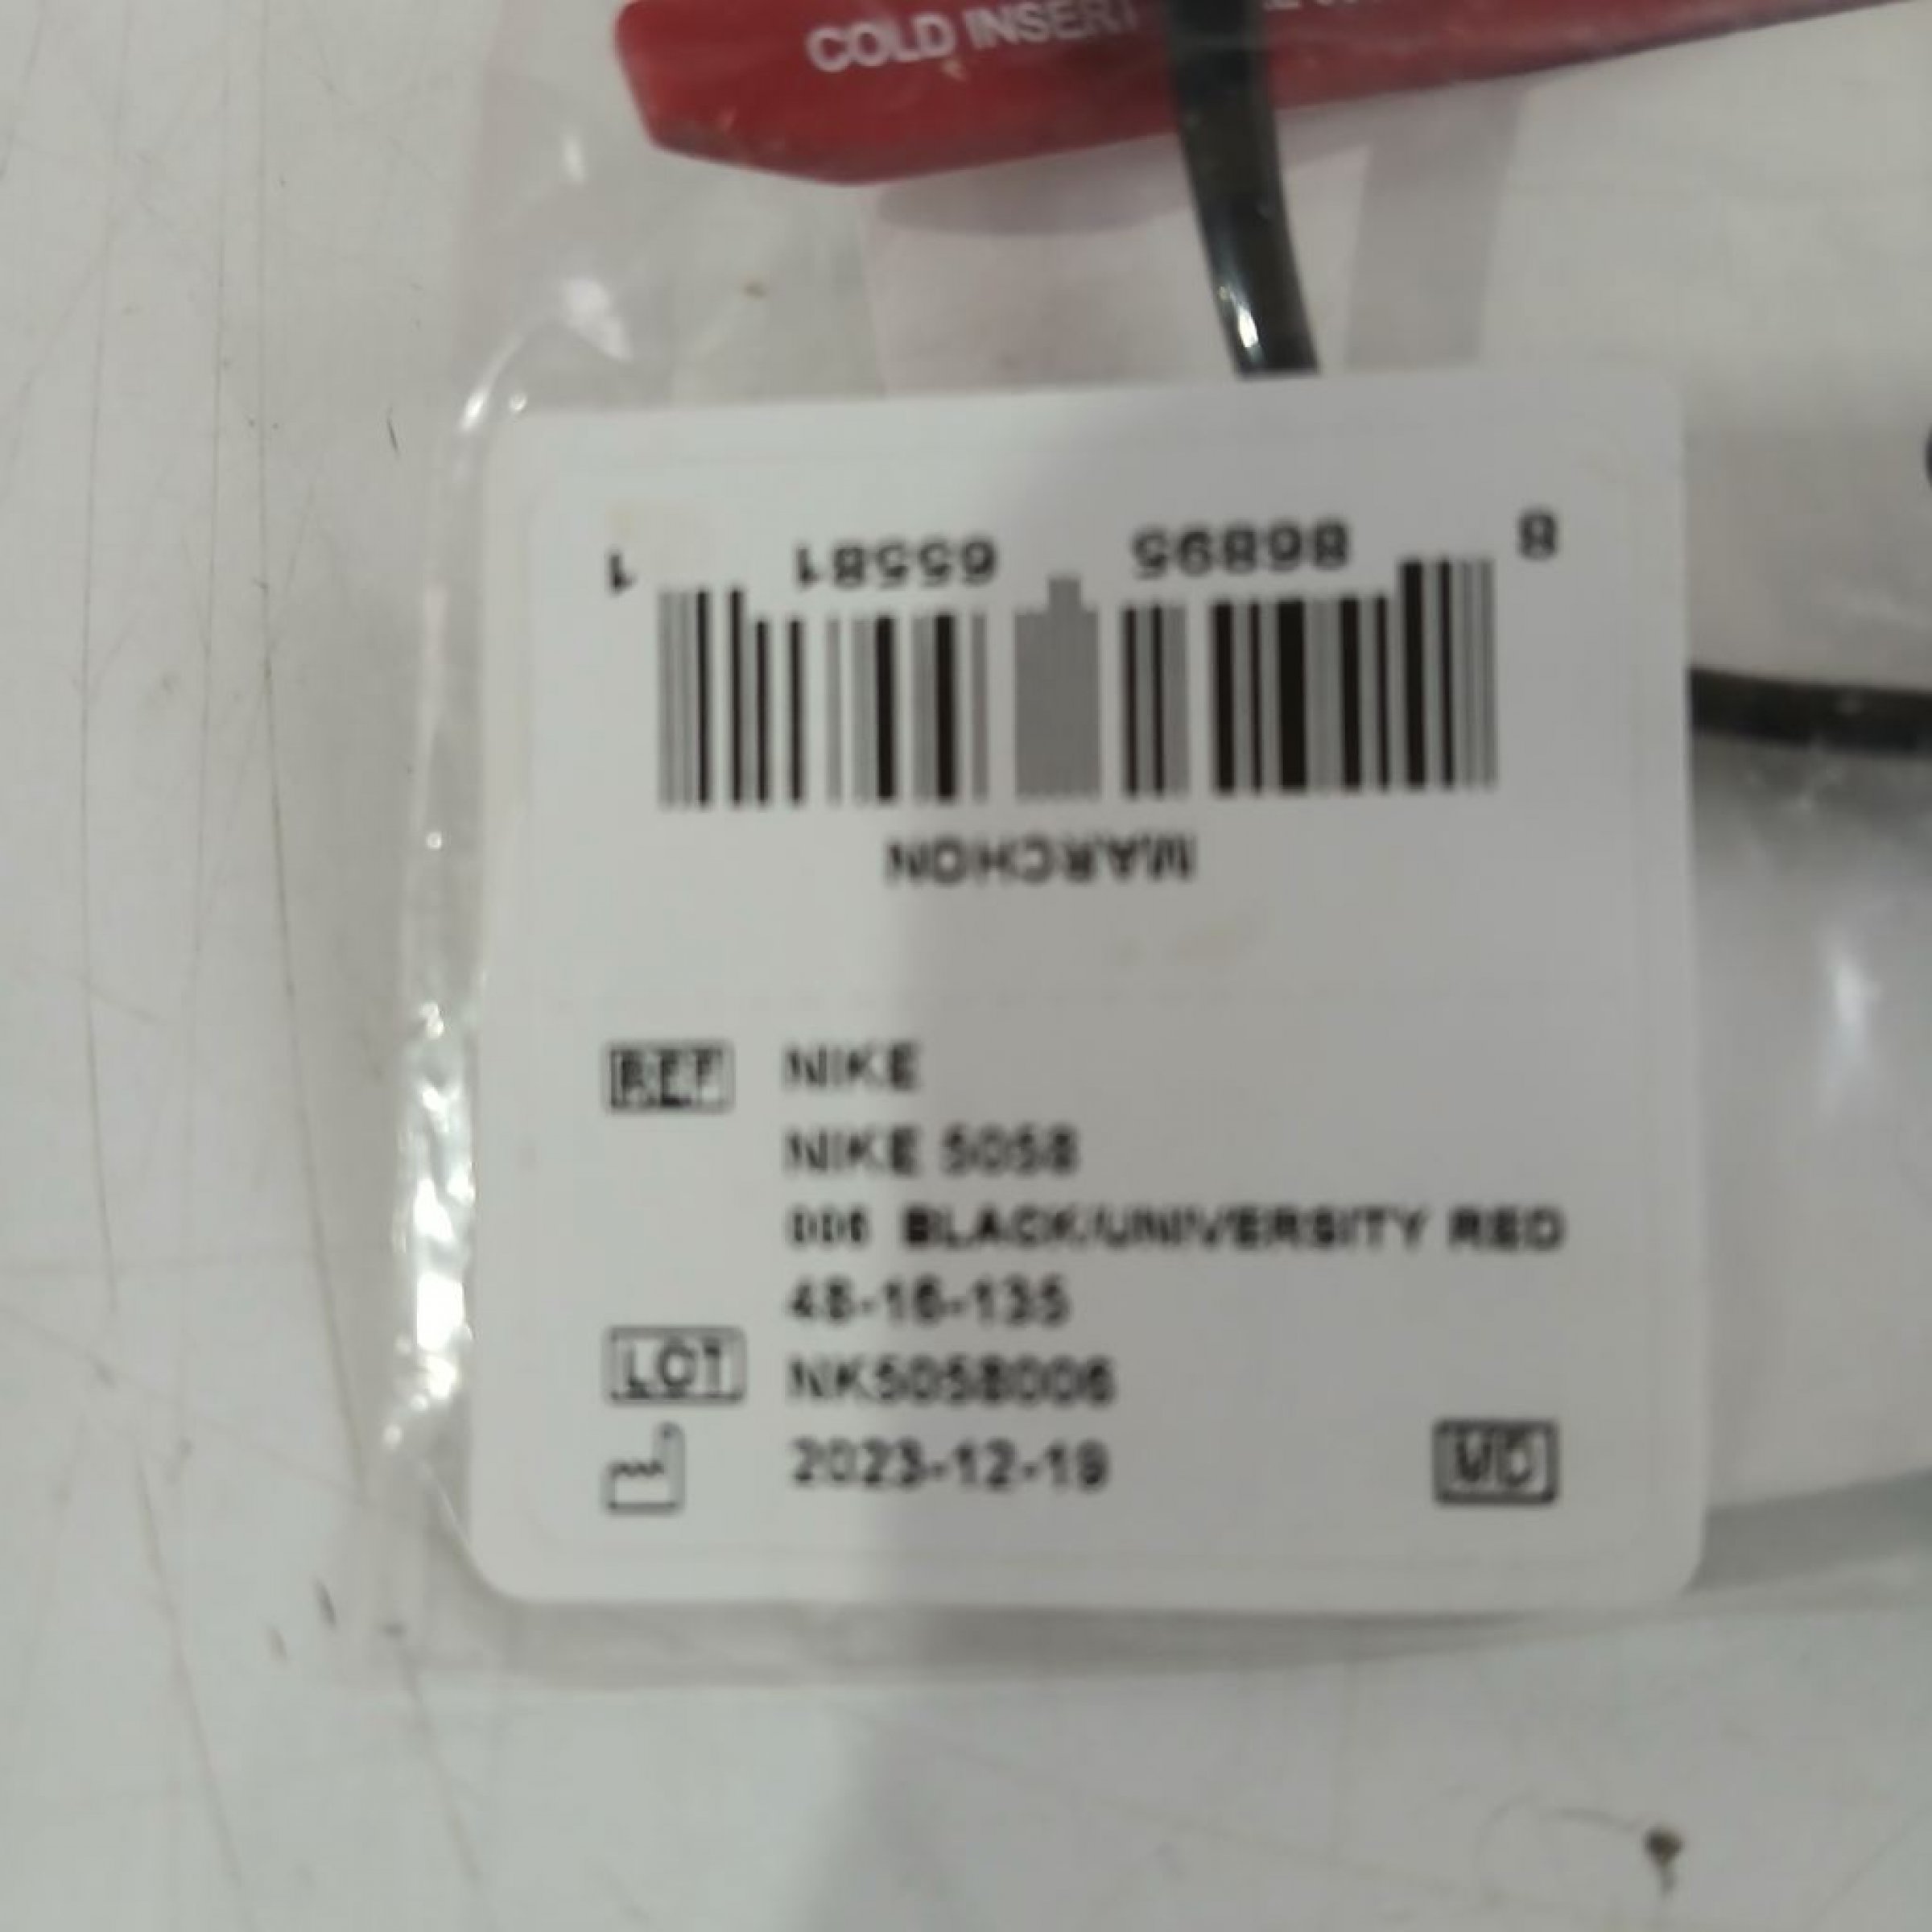 COLD INSERT
8 86895 65581 1
MARCHON
REF NIKE
NIKE 5058
006 BLACK/UNIVERSITY RED
48-16-135
LOT NK5058006
2023-12-19
MD